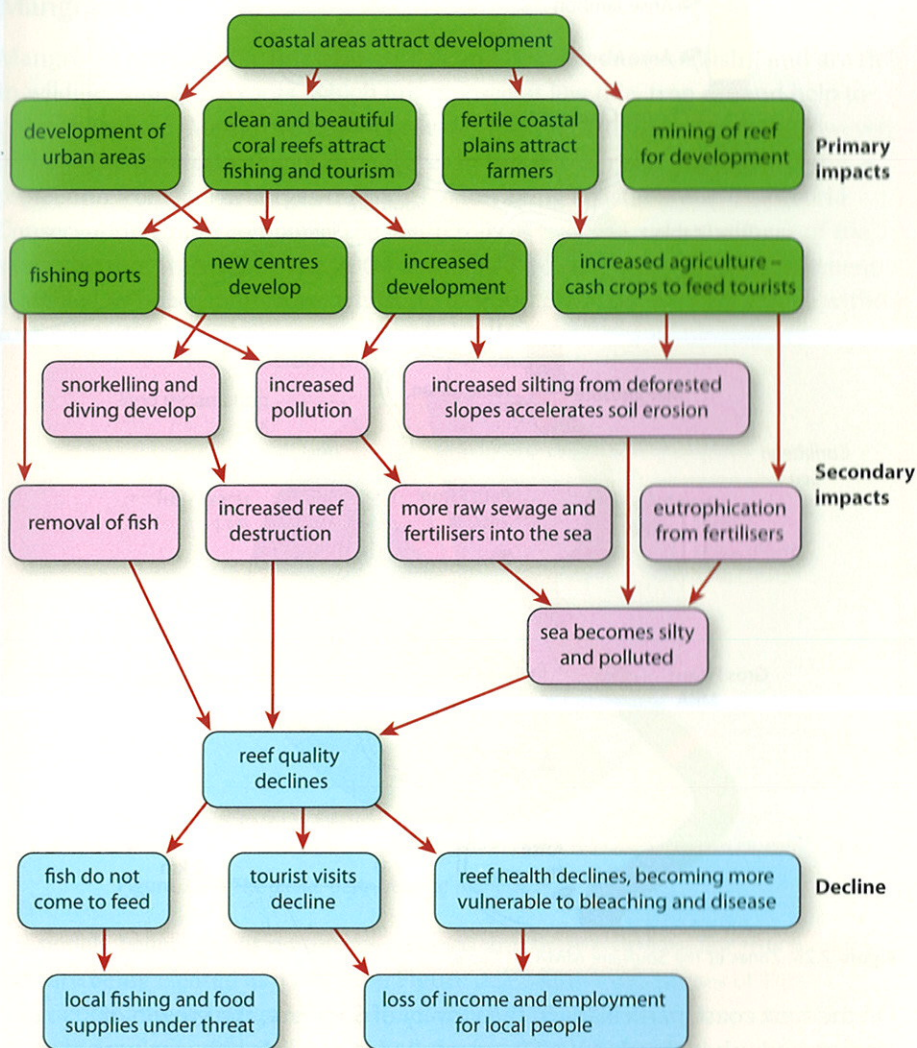 coastal areas attract development
development of
urban areas
clean and beautiful
coral reefs attract
fishing and tourism
fertile coastal
plains attract
farmers
mining of reef
for development
Primary
impacts
fishing ports
new centres
develop
increased
development
increased agriculture –
cash crops to feed tourists
snorkelling and
diving develop
increased
pollution
increased silting from deforested
slopes accelerates soil erosion
Secondary
impacts
removal of fish
increased reef
destruction
more raw sewage and
fertilisers into the sea
eutrophication
from fertilisers
sea becomes silty
and polluted
reef quality
declines
fish do not
come to feed
tourist visits
decline
reef health declines, becoming more
vulnerable to bleaching and disease
Decline
local fishing and food
supplies under threat
loss of income and employment
for local people